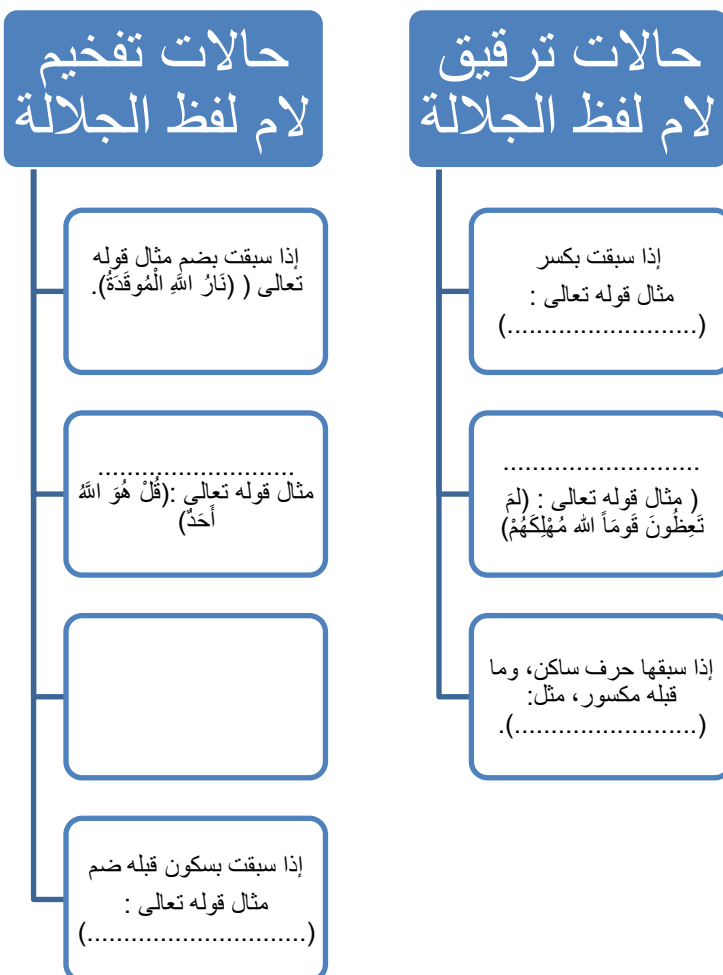 حالات ترقيق
لام لفظ الجلالة
إذا سبقت بكسر
مثال قوله تعالى :
(..........................)
...........................
( مثال قوله تعالى : (لمَ
تَعِظُونَ قَومَاً الله مُهْلِكَهُمْ)
إذا سبقها حرف ساكن، وما
قبله مكسور، مثل:
(.........................).
حالات تفخيم
لام لفظ الجلالة
إذا سبقت بضم مثال قوله
تعالى ( (نَارُ اللَّهِ الْمُوقَدَةُ).
...........................
مثال قوله تعالى :(قُلْ هُوَ اللَّهُ
أَحَدٌ)
إذا سبقت بسكون قبله ضم
مثال قوله تعالى :
(..............................)